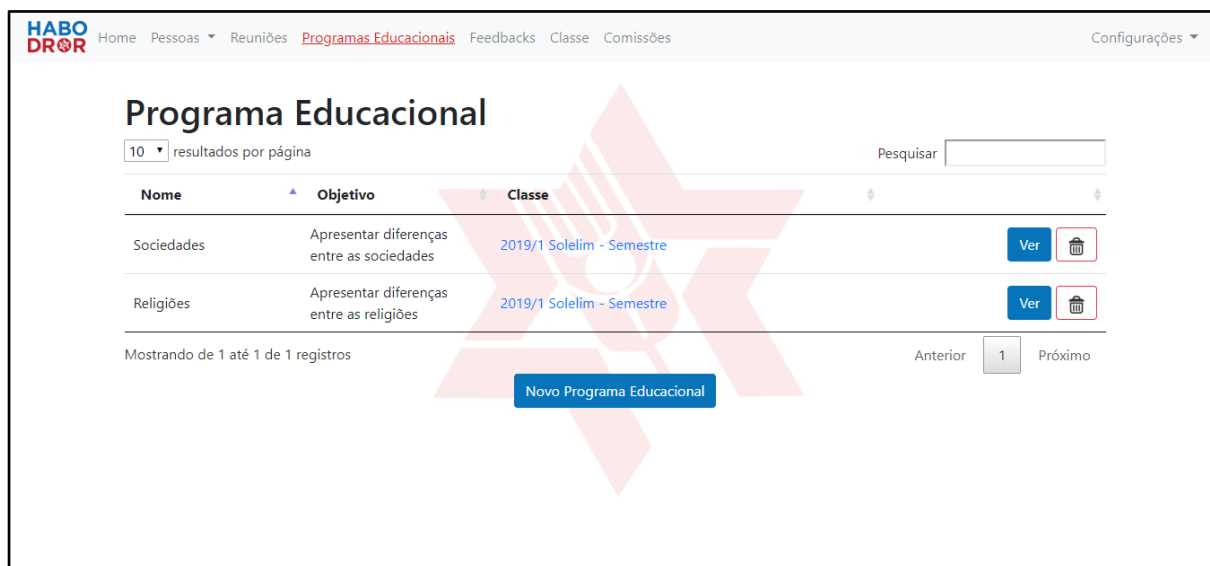 HABO
DROR
Home Pessoas Reuniões Programas Educacionais Feedbacks Classe Comissões Configurações
Programa Educacional
10 resultados por página Pesquisar
Nome Objetivo Classe
Sociedades Apresentar diferenças entre as sociedades 2019/1 Solelim - Semestre Ver
Religiões Apresentar diferenças entre as religiões 2019/1 Solelim - Semestre Ver
Mostrando de 1 até 1 de 1 registros Anterior 1 Próximo
Novo Programa Educacional